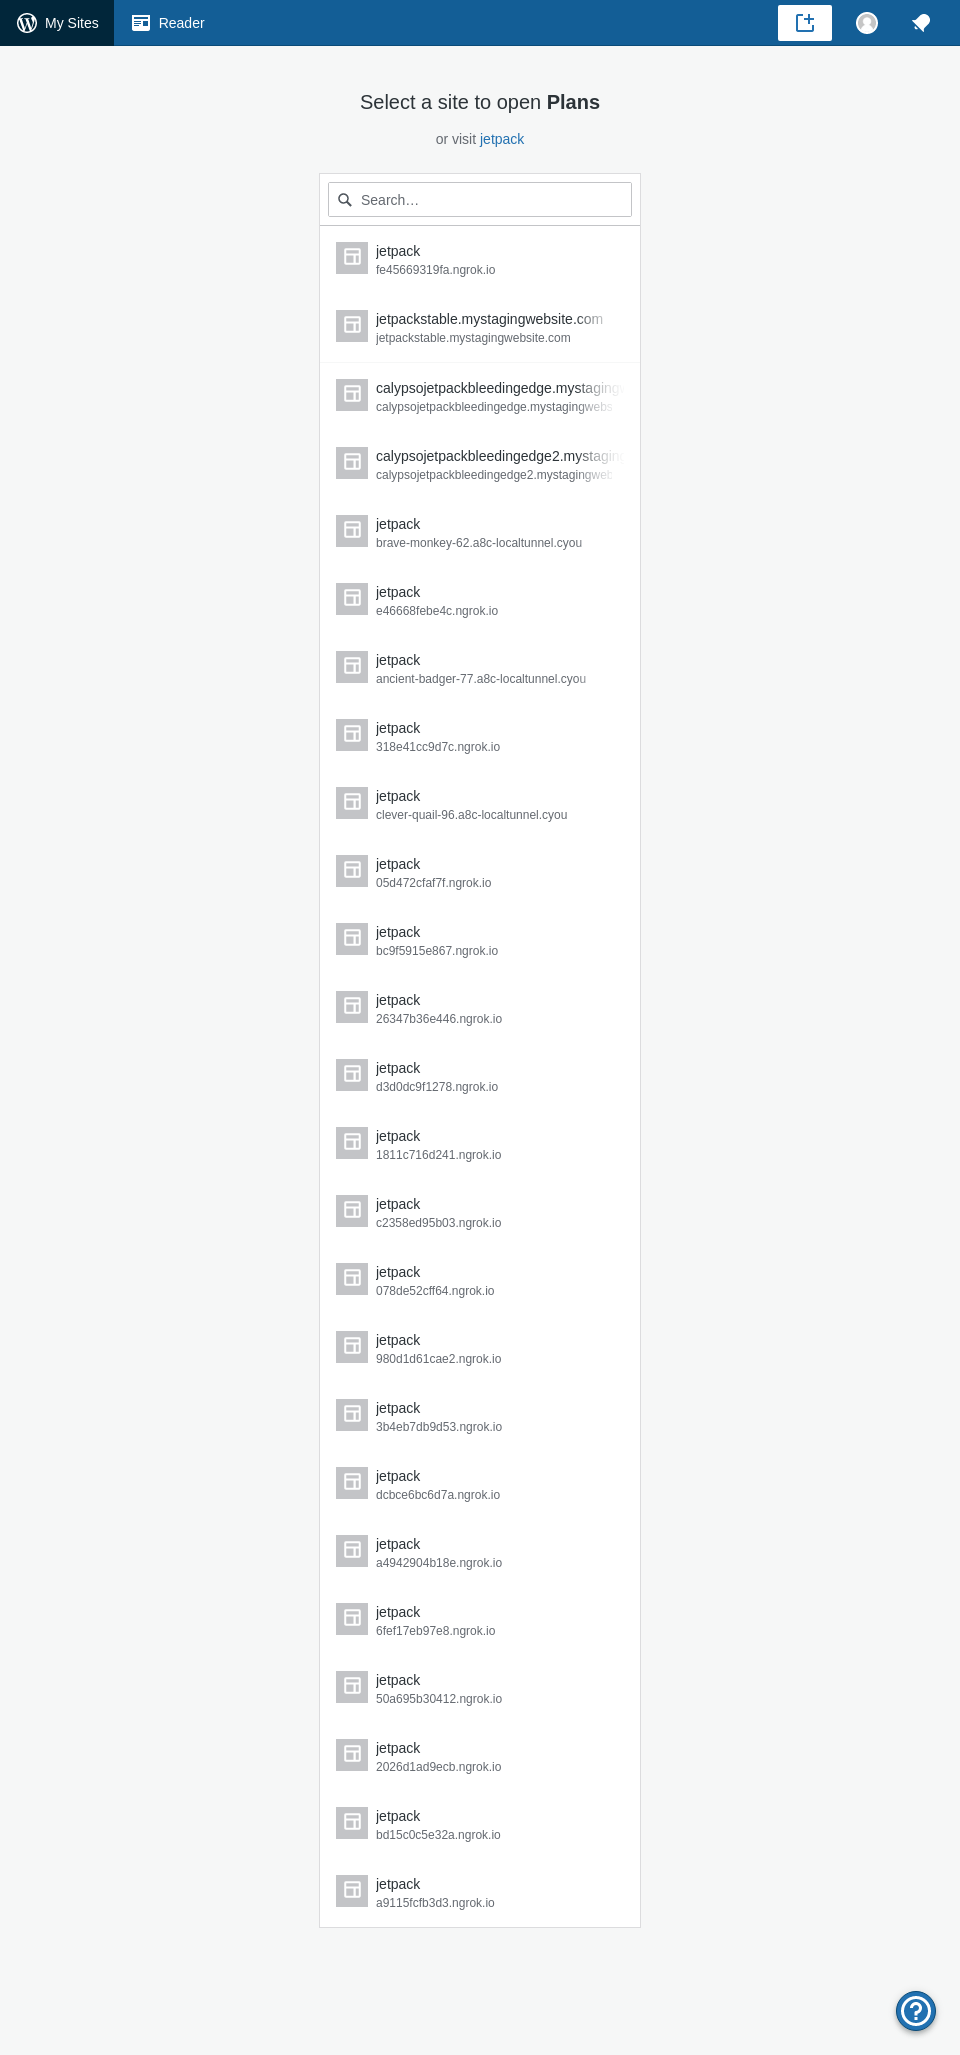 My Sites
Reader
Select a site to open Plans
or visit jetpack
Search…
jetpack
fe45669319fa.ngrok.io
jetpackstable.mystagingwebsite.com
jetpackstable.mystagingwebsite.com
calypsojetpackbleedingedge.mystaging
calypsojetpackbleedingedge.mystagingwebs
calypsojetpackbleedingedge2.mystaging
calypsojetpackbleedingedge2.mystagingweb
jetpack
brave-monkey-62.a8c-localtunnel.cyou
jetpack
e46668febe4c.ngrok.io
jetpack
ancient-badger-77.a8c-localtunnel.cyou
jetpack
318e41cc9d7c.ngrok.io
jetpack
clever-quail-96.a8c-localtunnel.cyou
jetpack
05d472cfaf7f.ngrok.io
jetpack
bc9f5915e867.ngrok.io
jetpack
26347b36e446.ngrok.io
jetpack
d3d0dc9f1278.ngrok.io
jetpack
1811c716d241.ngrok.io
jetpack
c2358ed95b03.ngrok.io
jetpack
078de52cff64.ngrok.io
jetpack
980d1d61cae2.ngrok.io
jetpack
3b4eb7db9d53.ngrok.io
jetpack
dcbce6bc6d7a.ngrok.io
jetpack
a4942904b18e.ngrok.io
jetpack
6fef17eb97e8.ngrok.io
jetpack
50a695b30412.ngrok.io
jetpack
2026d1ad9ecb.ngrok.io
jetpack
bd15c0c5e32a.ngrok.io
jetpack
a9115fcfb3d3.ngrok.io